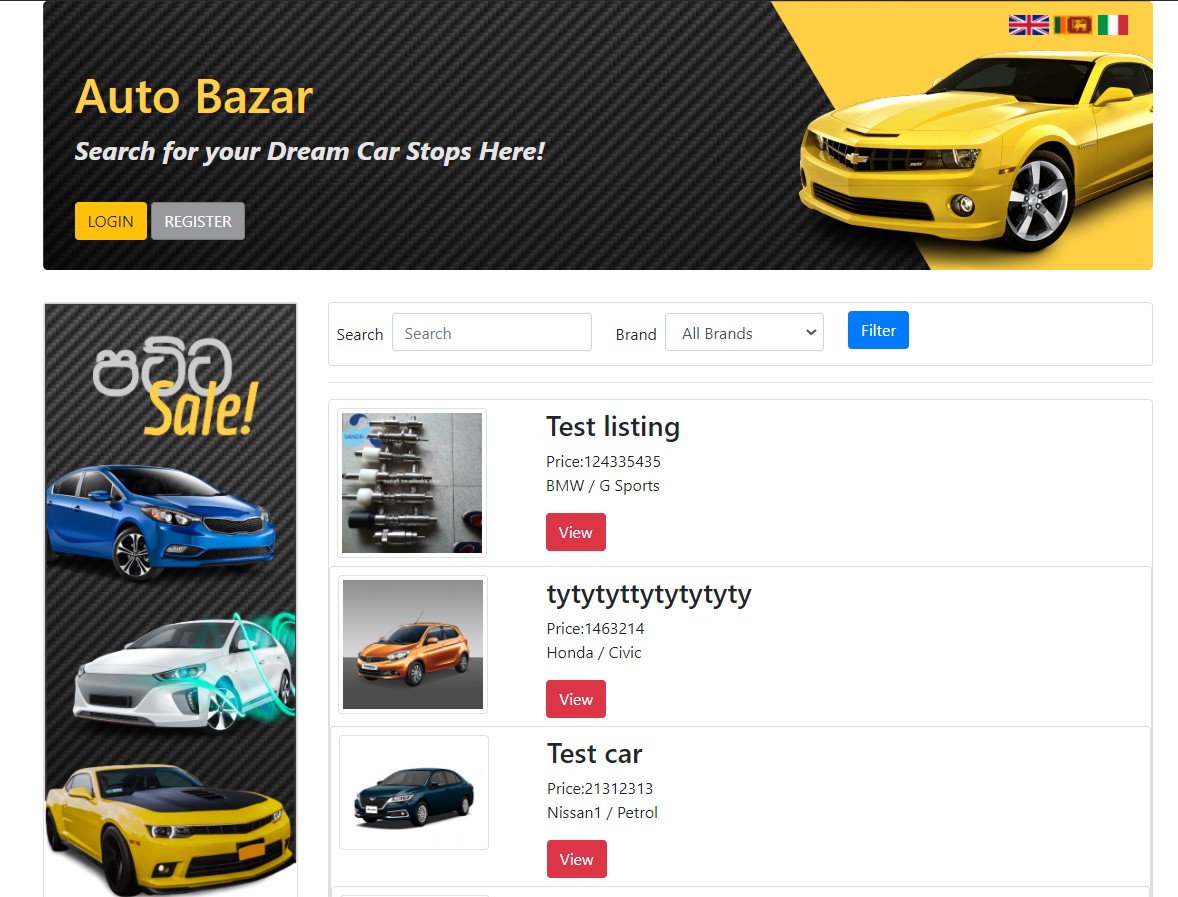 Auto Bazar
Search for your Dream Car Stops Here!
LOGIN REGISTER
පට්ට
Sale!
Search Search Brand All Brands Filter
SANOFI
Test listing
Price:124335435
BMW / G Sports
View
tytytyttytytytyty
Price:1463214
Honda / Civic
View
Test car
Price:21312313
Nissan1 / Petrol
View